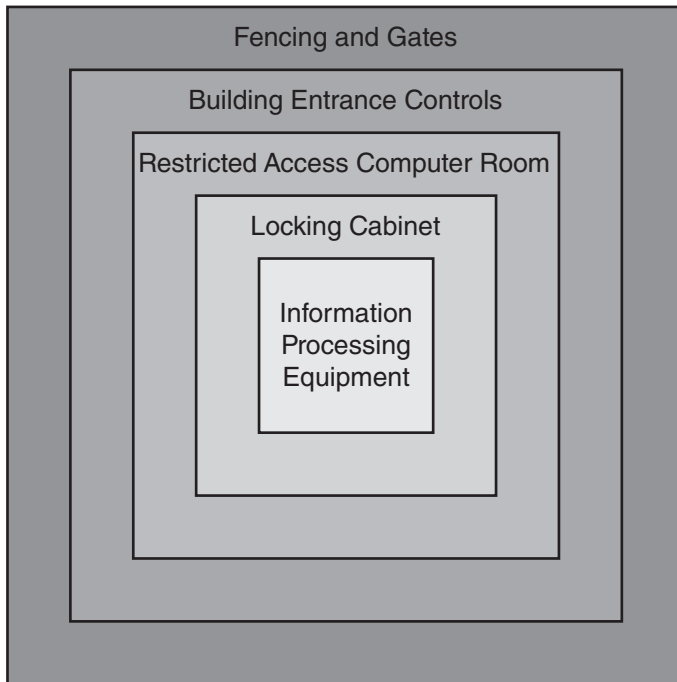 Fencing and Gates
Building Entrance Controls
Restricted Access Computer Room
Locking Cabinet
Information
Processing
Equipment